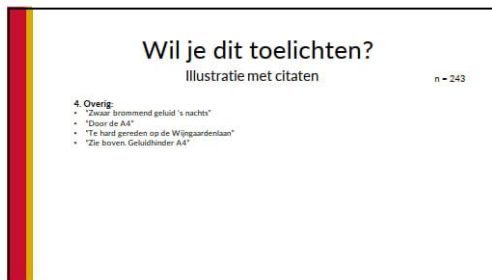 Wil je dit toelichten?
Illustratie met citaten
n = 243
4. Overig:
• "Zwaar brommend geluid 's nachts"
• "Door de A4"
• "Te hard gereden op de Wijngaardenlaan"
• "Zie boven. Geluidhinder A4"